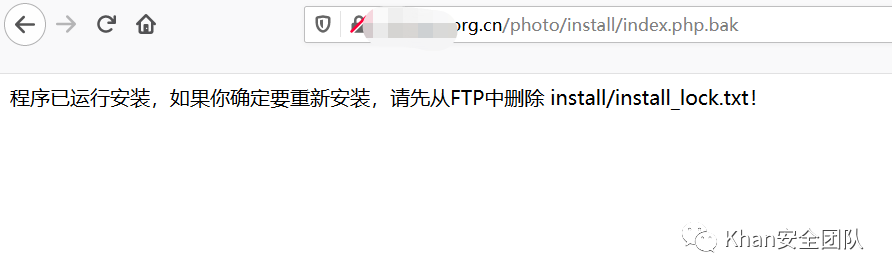 org.cn/photo/install/index.php.bak
程序已运行安装，如果你确定要重新安装，请先从FTP中删除 install/install_lock.txt！
Khan安全团队